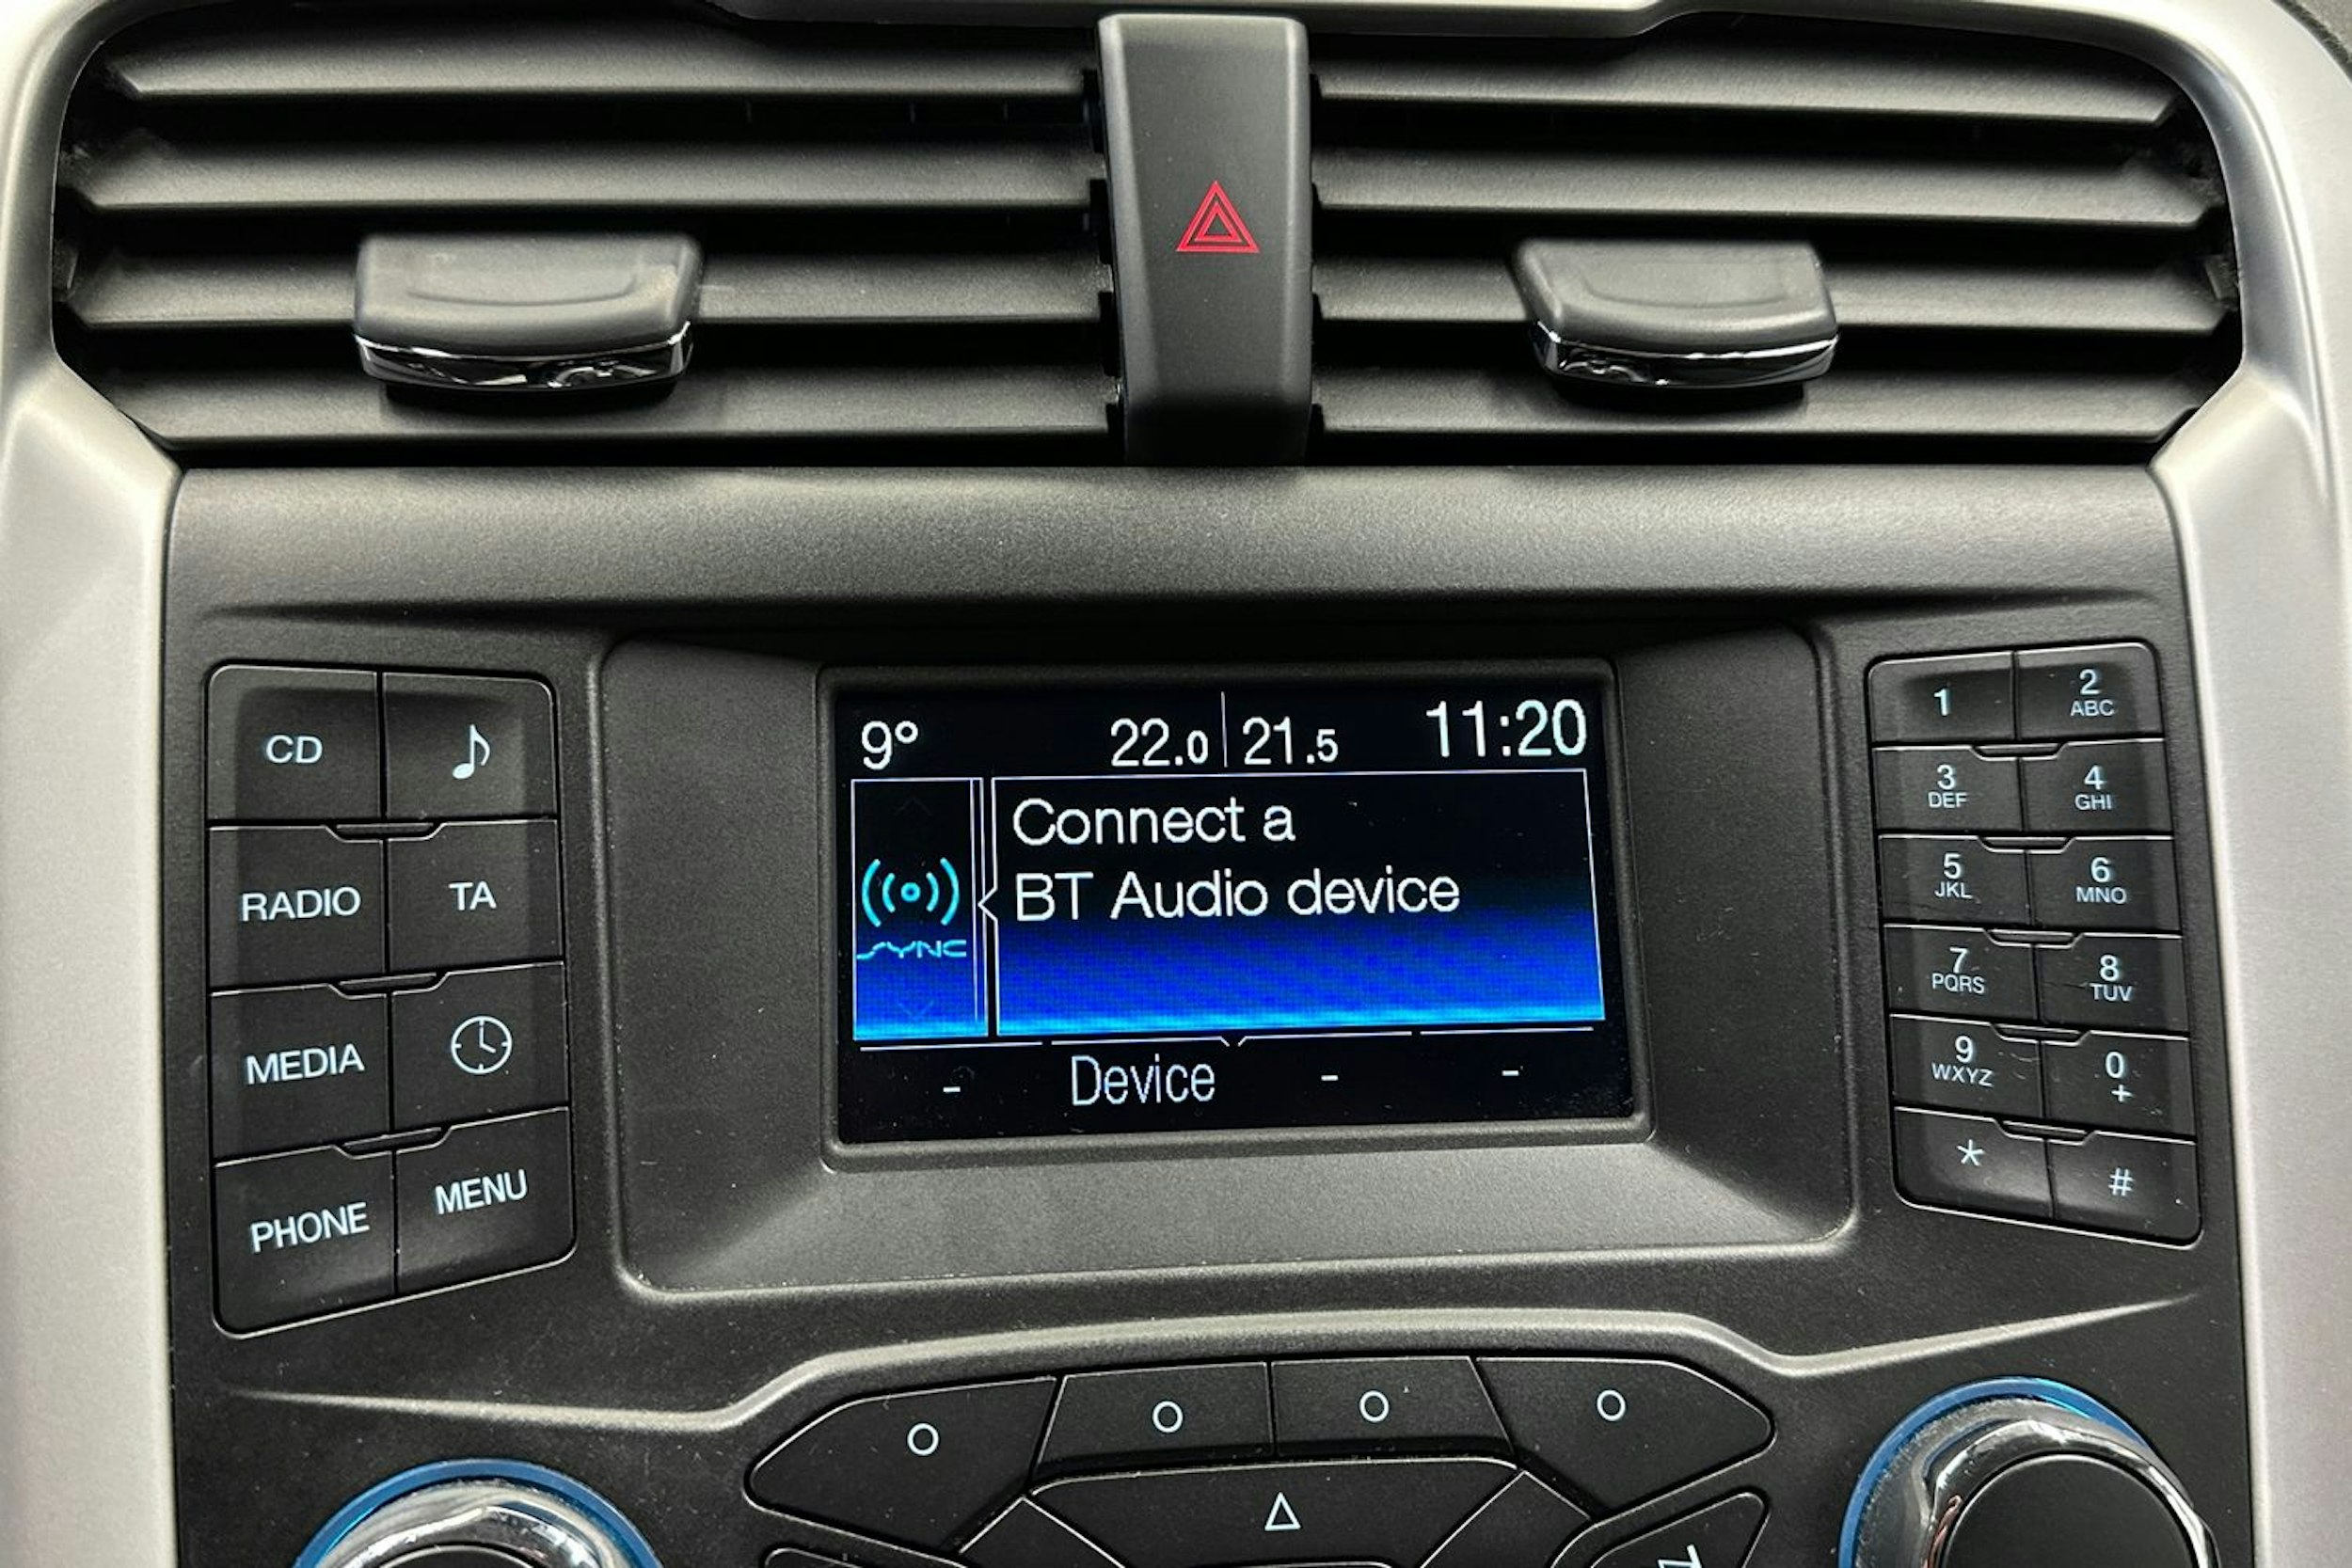 9° 22.0 21.5 11:20
Connect a
BT Audio device
SYNC
- Device - -
CD
RADIO TA
MEDIA
PHONE MENU
1 2 ABC
3 DEF 4 GHI
5 JKL 6 MNO
7 PQRS 8 TUV
9 WXYZ 0 +
* #